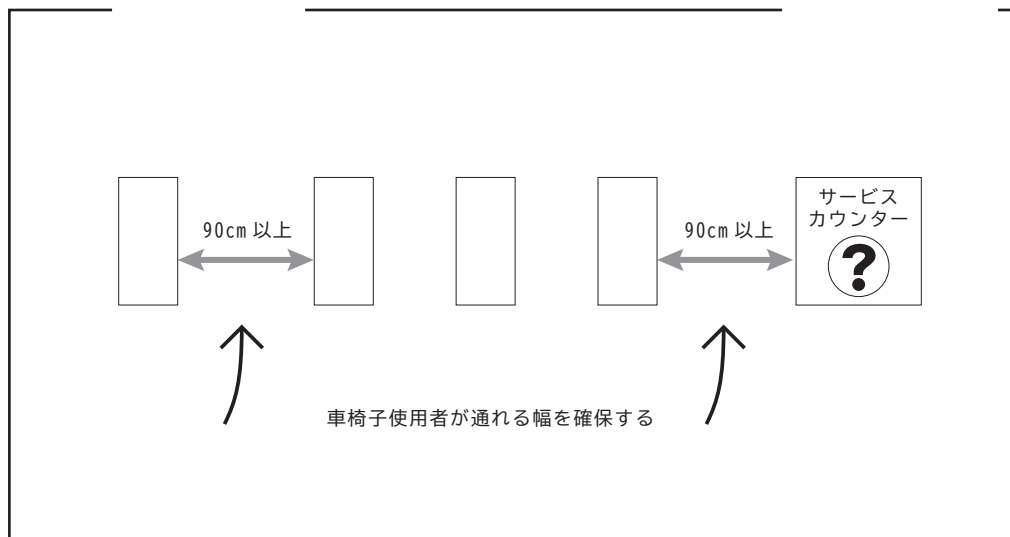 90cm 以上
90cm 以上
サービス
カウンター
?
車椅子使用者が通れる幅を確保する